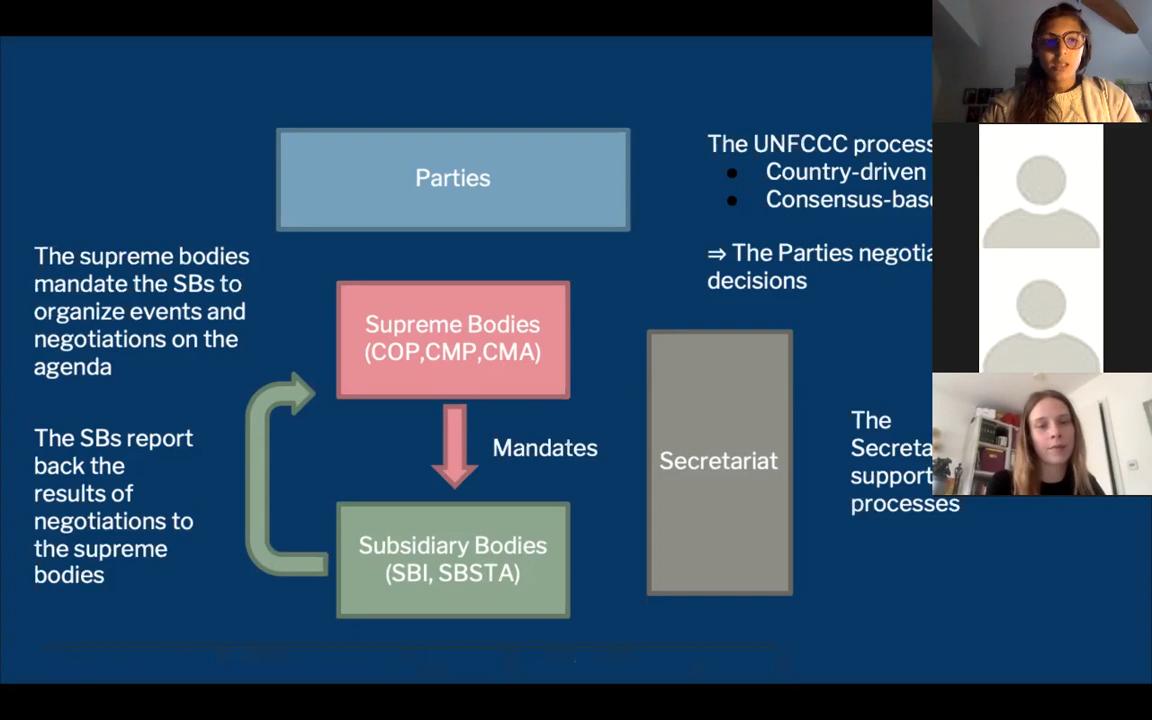 Parties
The UNFCCC process
Country-driven
Consensus-bas
⇒ The Parties negotia
decisions
The supreme bodies
mandate the SBs to
organize events and
negotiations on the
agenda
Supreme Bodies
(COP,CMP,CMA)
Mandates
The SBs report
back the
results of
negotiations to
the supreme
bodies
Subsidiary Bodies
(SBI, SBSTA)
Secretariat
The
Secreta
support
processes